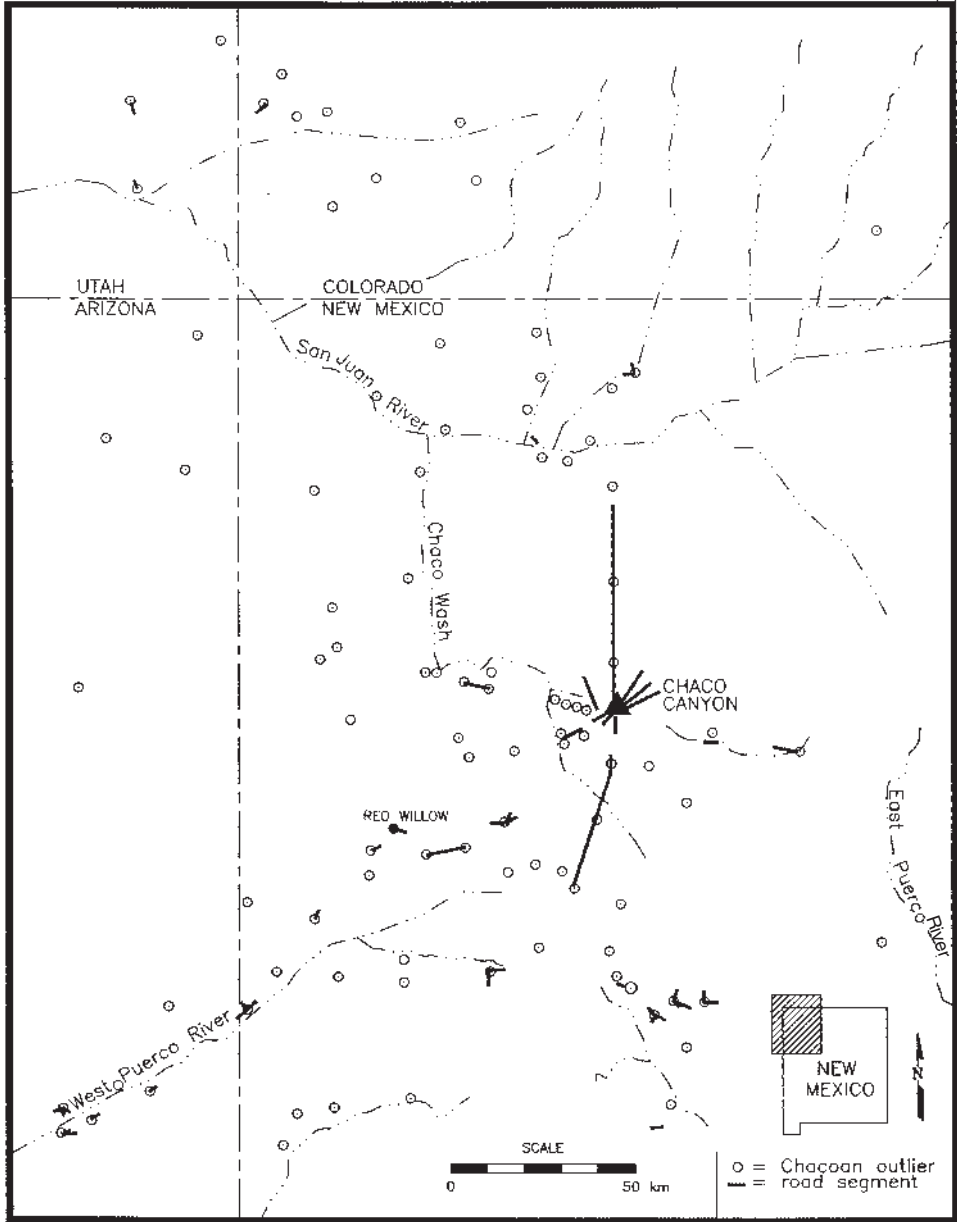 UTAH
ARIZONA
COLORADO
NEW MEXICO
San Juan River
Chaco Wash
CHACO
CANYON
RED WILLOW
East Puerco River
West Puerco River
NEW
MEXICO
N
SCALE
0 50 km
= Chacoan outlier
= road segment